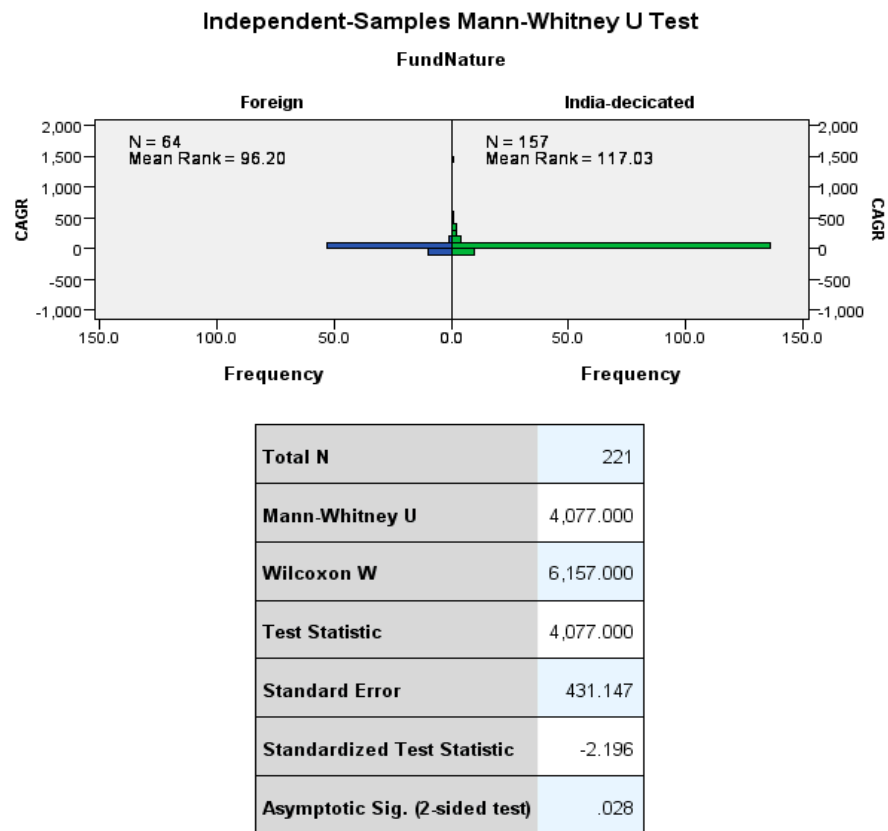 Independent-Samples Mann-Whitney U Test
FundNature
Foreign India-decicated
N = 64
Mean Rank = 96.20
N = 157
Mean Rank = 117.03
CAGR
2,000
1,500
1,000
500
0
-500
-1,000
2,000
1,500
1,000
500
0
-500
-1,000
CAGR
150.0 100.0 50.0 0.0 50.0 100.0 150.0
Frequency Frequency
Total N 221
Mann-Whitney U 4,077.000
Wilcoxon W 6,157.000
Test Statistic 4,077.000
Standard Error 431.147
Standardized Test Statistic -2.196
Asymptotic Sig. (2-sided test) .028